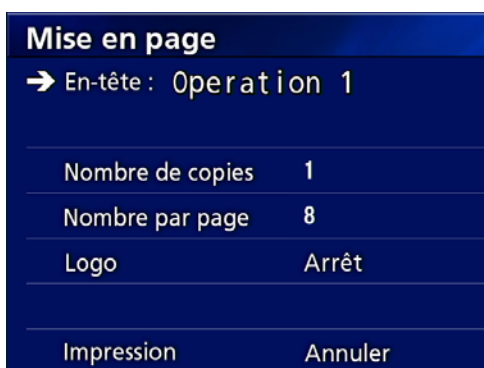 Mise en page
→ En-tête : Operation 1
Nombre de copies 1
Nombre par page 8
Logo Arrêt
Impression Annuler